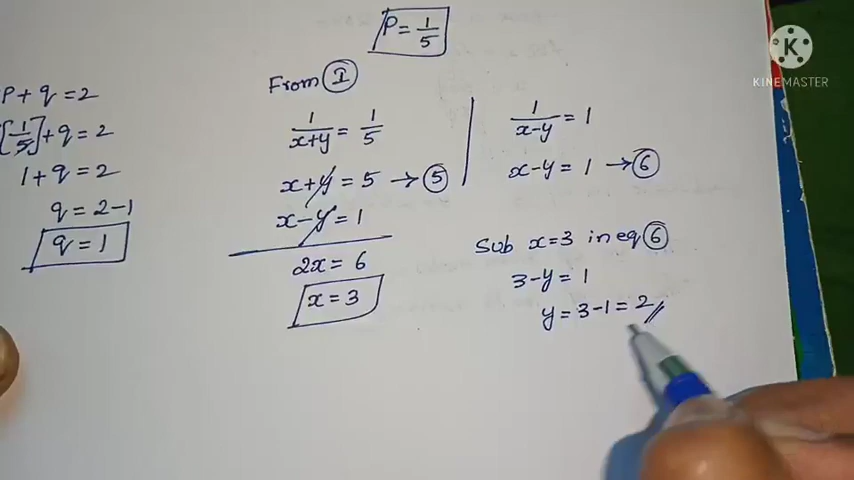 P = 1/5
P + q = 2
[1/5] + q = 2
1 + q = 2
q = 2 - 1
q = 1
From I
1/(x+y) = 1/5
x + y = 5 → 5
x - y = 1
2x = 6
x = 3
1/(x-y) = 1
x - y = 1 → 6
Sub x = 3 in eq 6
3 - y = 1
y = 3 - 1 = 2 //
K
KINEMASTER